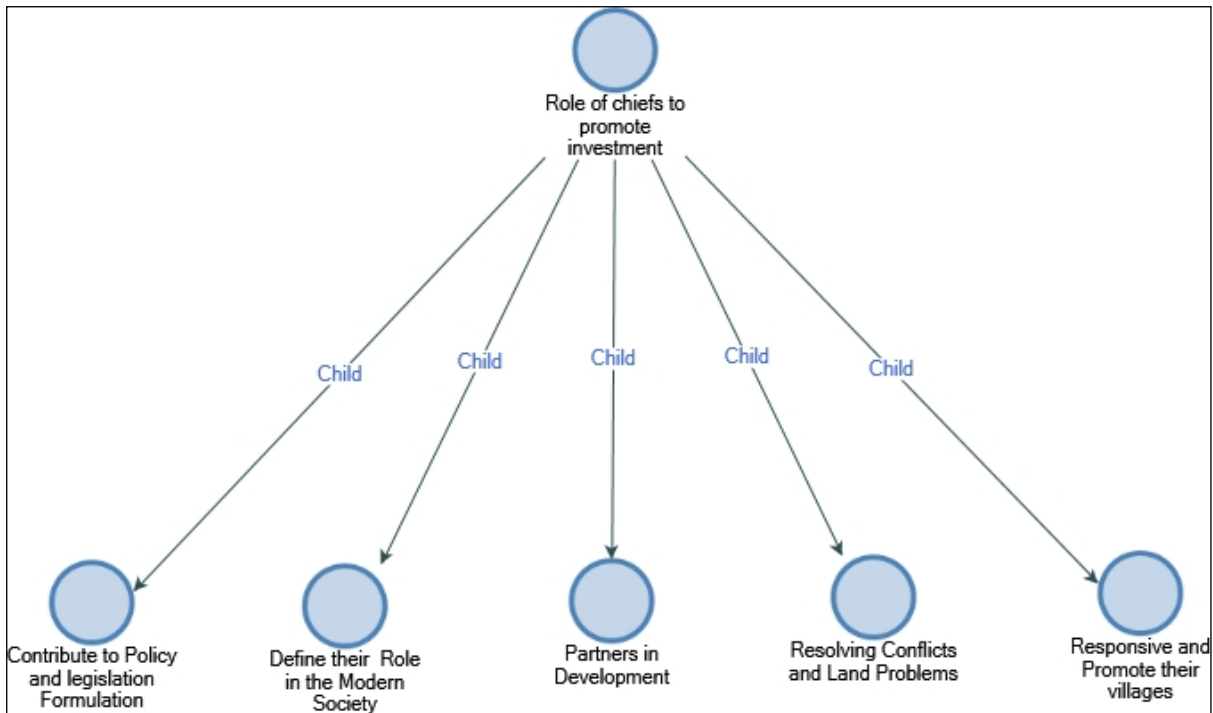 Role of chiefs to
promote
investment
Child
Child
Child
Child
Child
Contribute to Policy
and legislation
Formulation
Define their Role
in the Modern
Society
Partners in
Development
Resolving Conflicts
and Land Problems
Responsive and
Promote their
villages